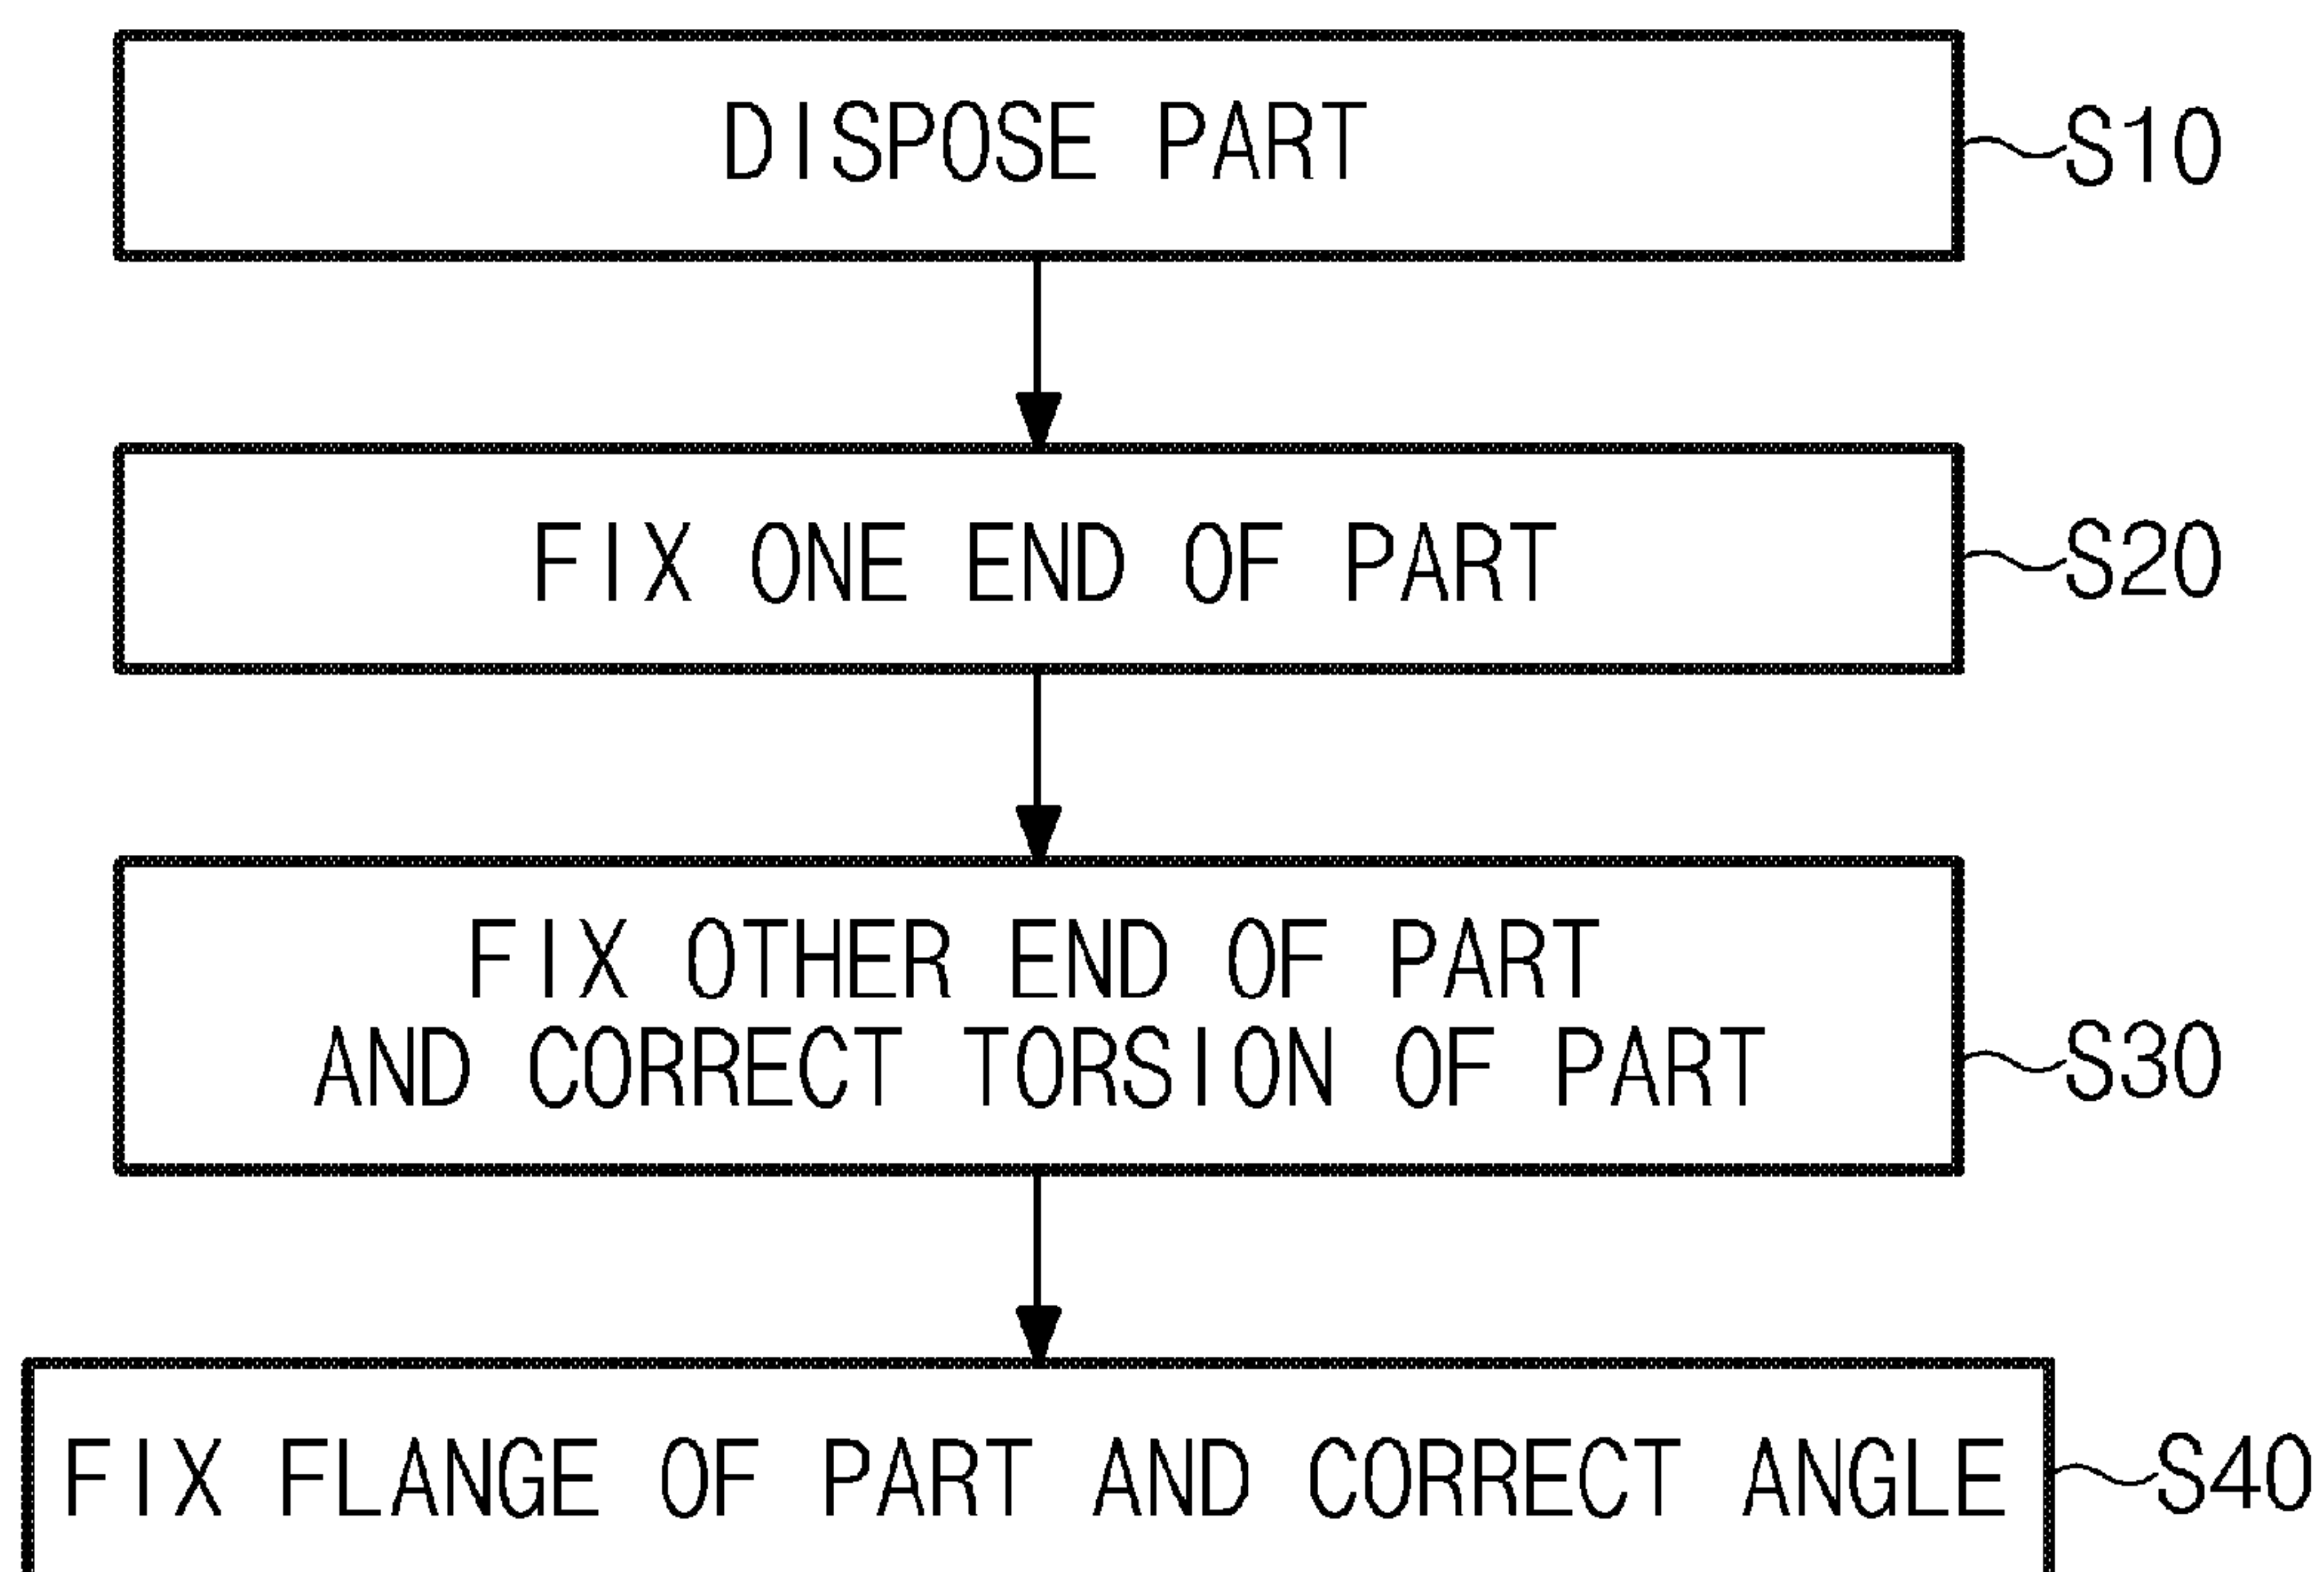 DISPOSE PART
S10
FIX ONE END OF PART
S20
FIX OTHER END OF PART
AND CORRECT TORSION OF PART
S30
FIX FLANGE OF PART AND CORRECT ANGLE
S40